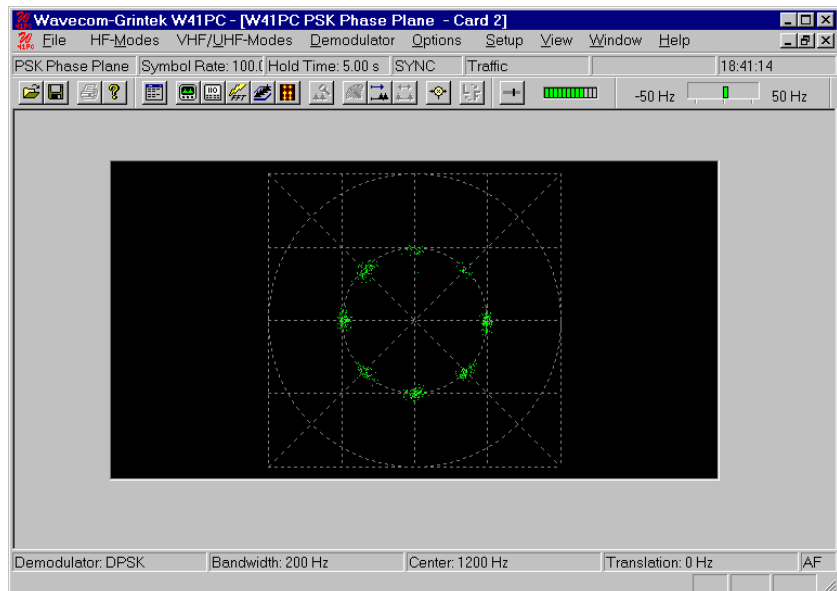 Wavecom-Grintek W41PC - [W41PC PSK Phase Plane - Card 2]
File HF-Modes VHF/UHF-Modes Demodulator Options Setup View Window Help
PSK Phase Plane Symbol Rate: 100.( Hold Time: 5.00 s SYNC Traffic 18:41:14
-50 Hz 50 Hz
Demodulator: DPSK Bandwidth: 200 Hz Center: 1200 Hz Translation: 0 Hz AF